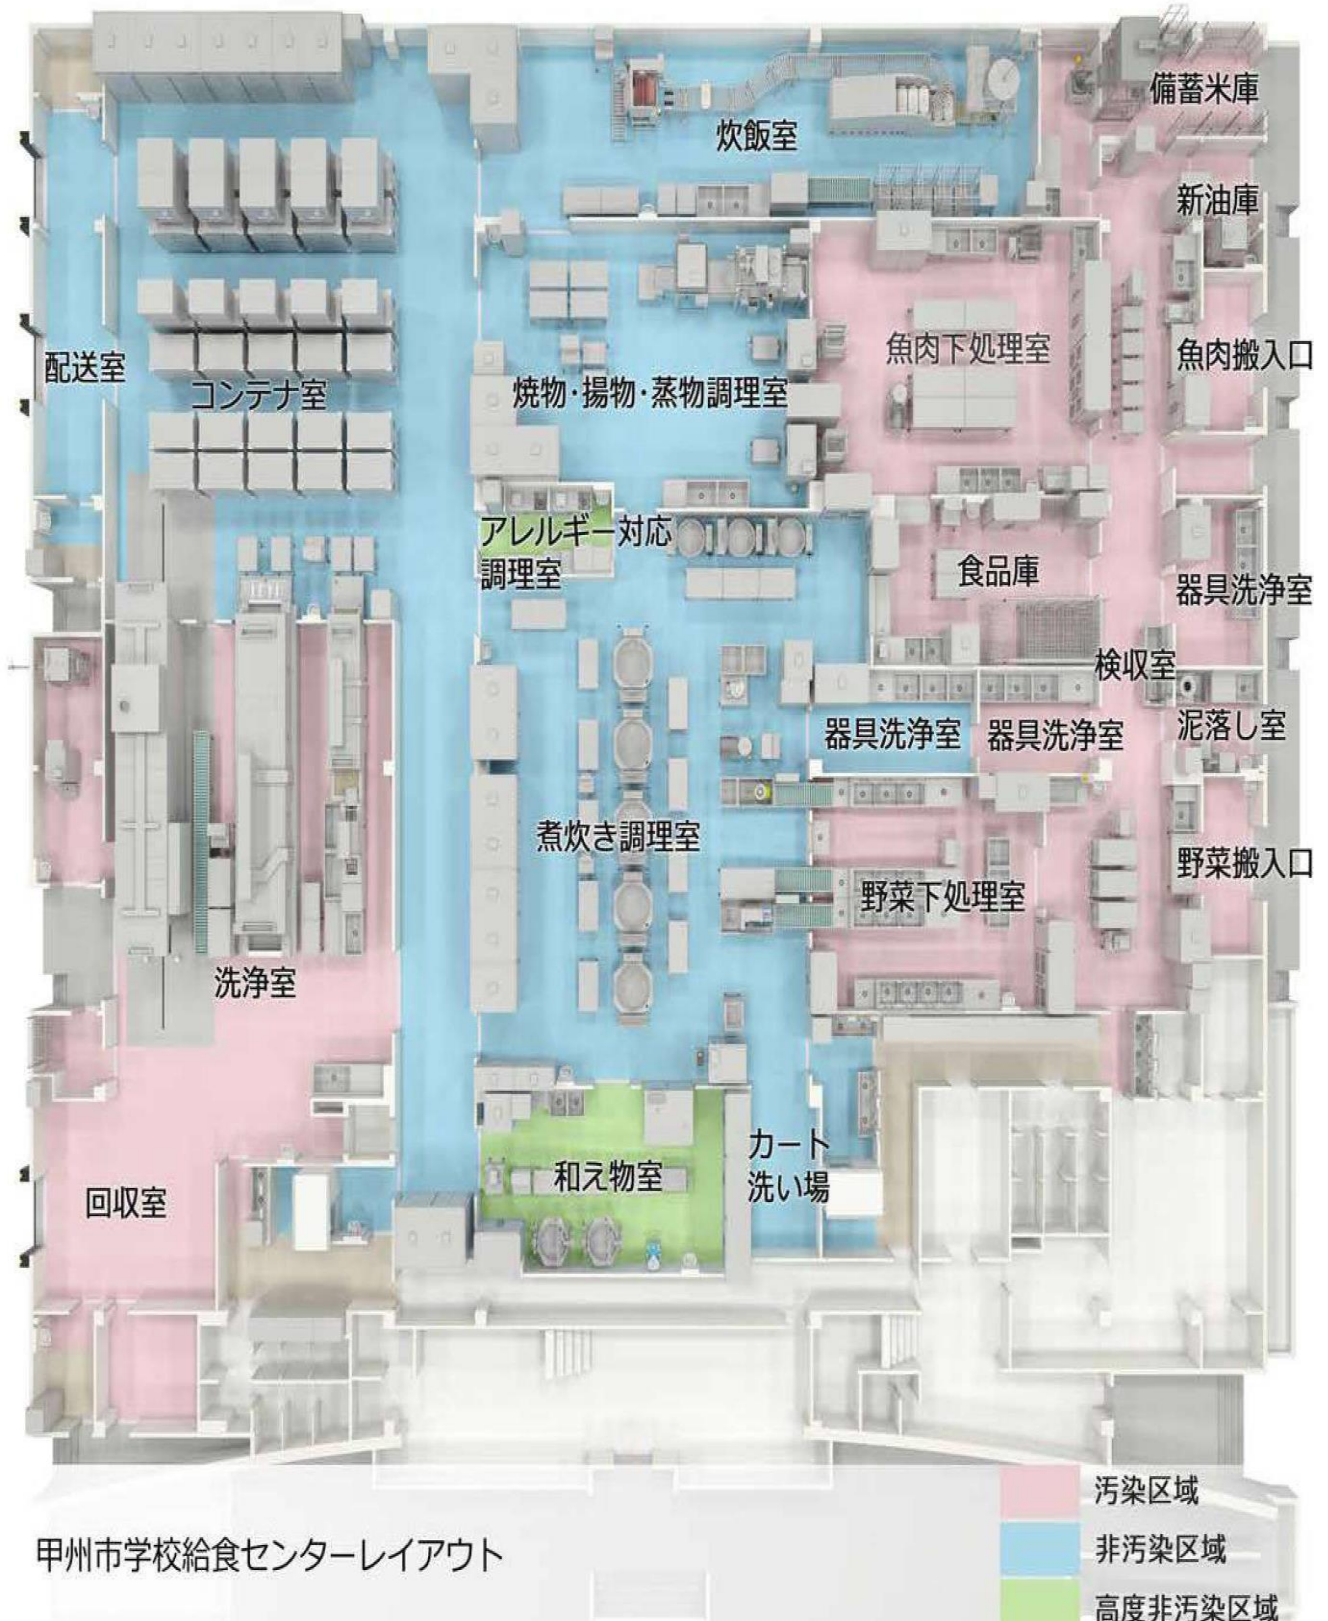 備蓄米庫
炊飯室
新油庫
魚肉下処理室
魚肉搬入口
配送室
コンテナ室
焼物・揚物・蒸物調理室
アレルギー対応
調理室
食品庫
器具洗浄室
検収室
器具洗浄室
器具洗浄室
泥落し室
煮炊き調理室
野菜下処理室
野菜搬入口
洗浄室
カート
洗い場
和え物室
回収室
汚染区域
非汚染区域
高度非汚染区域
甲州市学校給食センターレイアウト